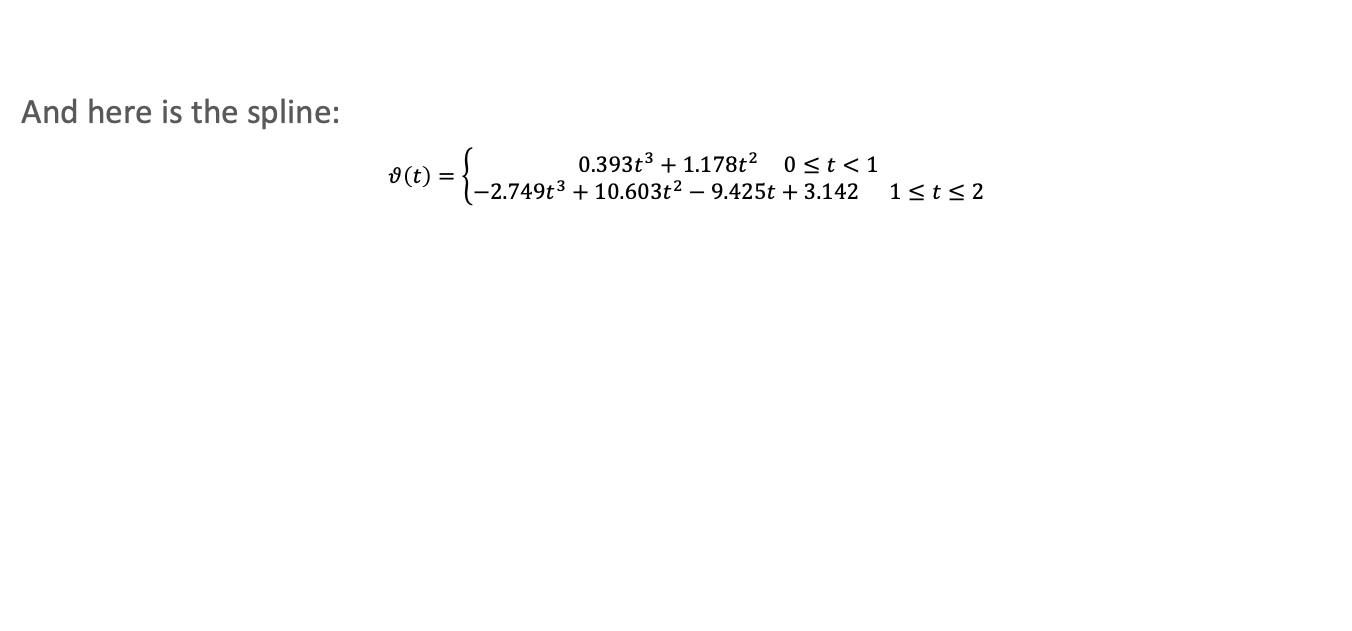 And here is the spline:
𝜗(𝑡) = { 0.393𝑡³ + 1.178𝑡² 0 ≤ 𝑡 < 1
−2.749𝑡³ + 10.603𝑡² − 9.425𝑡 + 3.142 1 ≤ 𝑡 ≤ 2